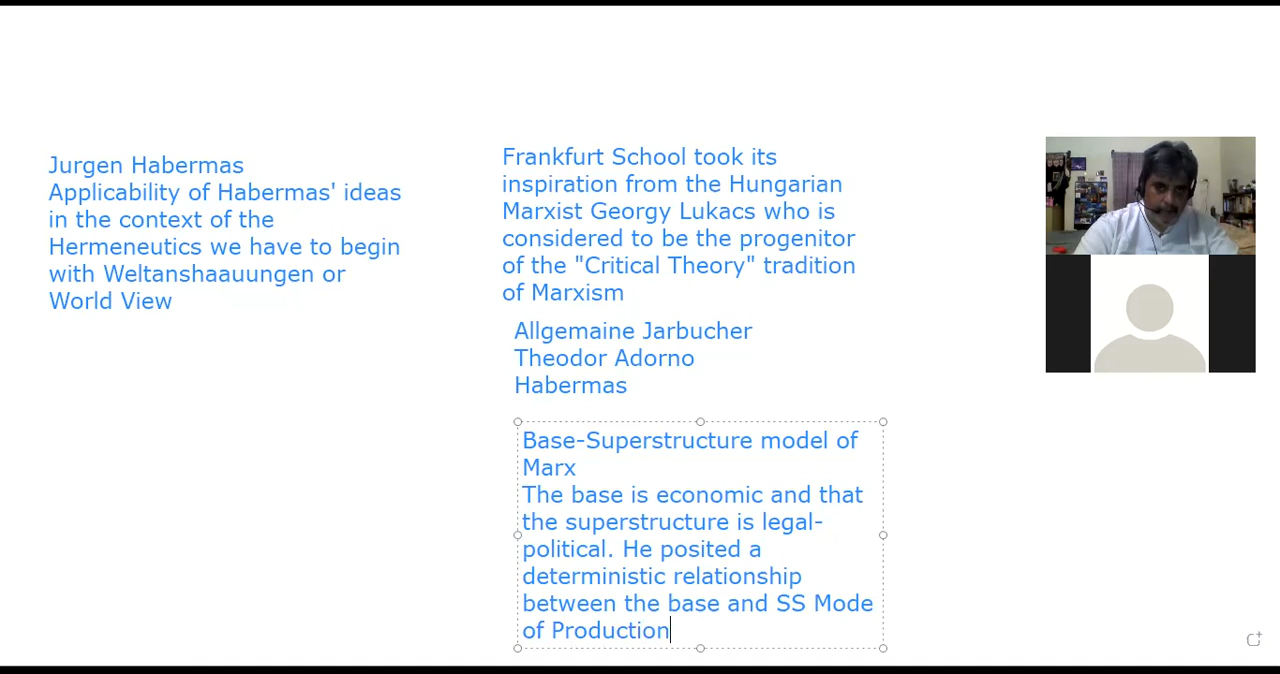 Jurgen Habermas
Applicability of Habermas' ideas
in the context of the
Hermeneutics we have to begin
with Weltanshaauungen or
World View
Frankfurt School took its
inspiration from the Hungarian
Marxist Georgy Lukacs who is
considered to be the progenitor
of the "Critical Theory" tradition
of Marxism
Allgemaine Jarbucher
Theodor Adorno
Habermas
Base-Superstructure model of
Marx
The base is economic and that
the superstructure is legal-
political. He posited a
deterministic relationship
between the base and SS Mode
of Production